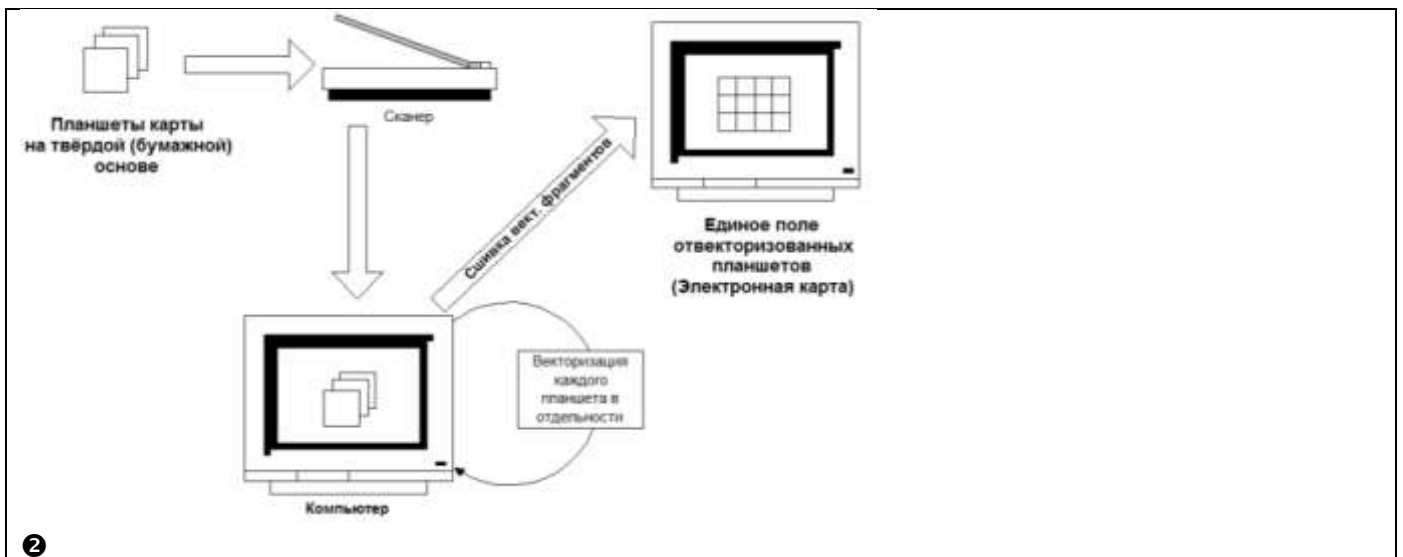 Планшеты карты
на твёрдой (бумажной)
основе
Сканер
Сшивка вект. фрагментов
Единое поле
отвекторизованных
планшетов
(Электронная карта)
Векторизация
каждого
планшета в
отдельности
Компьютер
❷